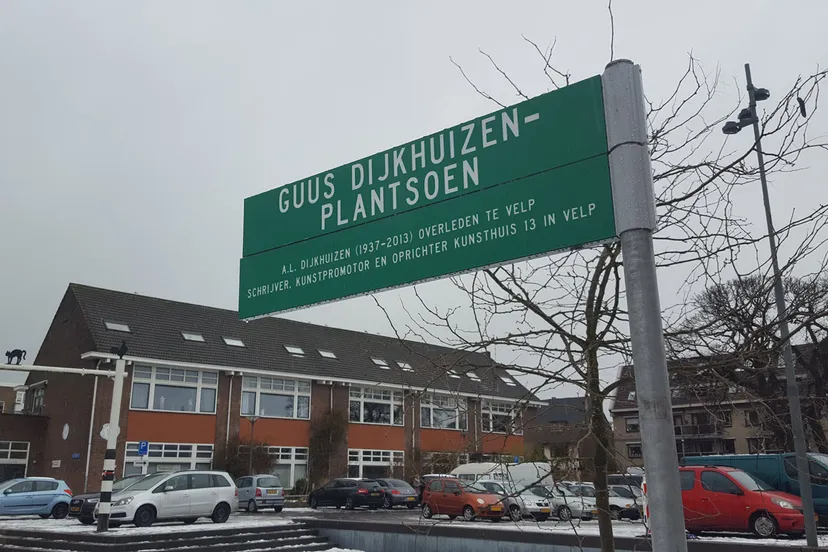 GUUS DIJKHUIZEN-
PLANTSOEN
A.L. DIJKHUIZEN (1937-2013) OVERLEDEN TE VELP
SCHRIJVER, KUNSTPROMOTOR EN OPRICHTER KUNSTHUIS 13 IN VELP
P